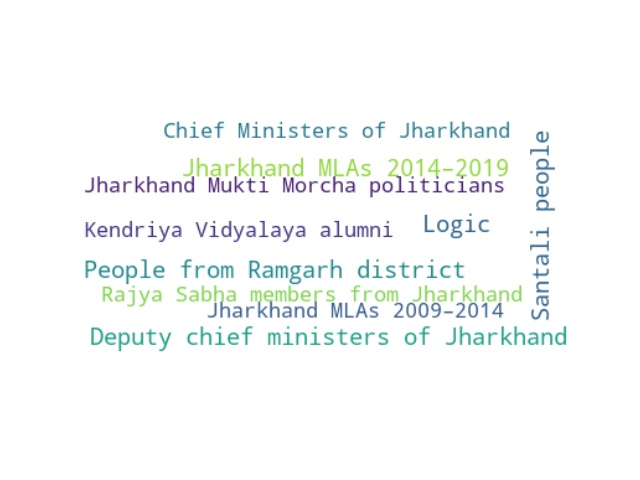 Chief Ministers of Jharkhand
Jharkhand MLAs 2014–2019
Jharkhand Mukti Morcha politicians
Kendriya Vidyalaya alumni
Logic
Santali people
People from Ramgarh district
Rajya Sabha members from Jharkhand
Jharkhand MLAs 2009–2014
Deputy chief ministers of Jharkhand